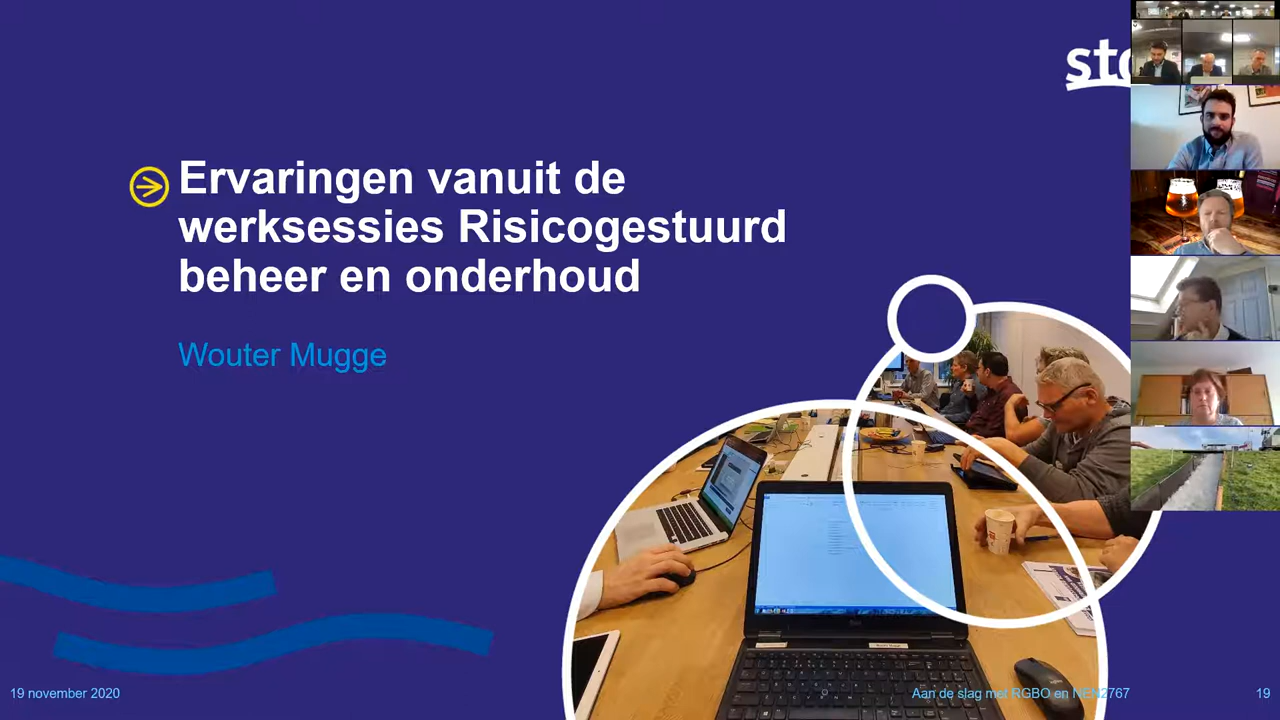 Ervaringen vanuit de
werksessies Risicogestuurd
beheer en onderhoud
Wouter Mugge
19 november 2020
Aan de slag met RGBO en NEN2767
19